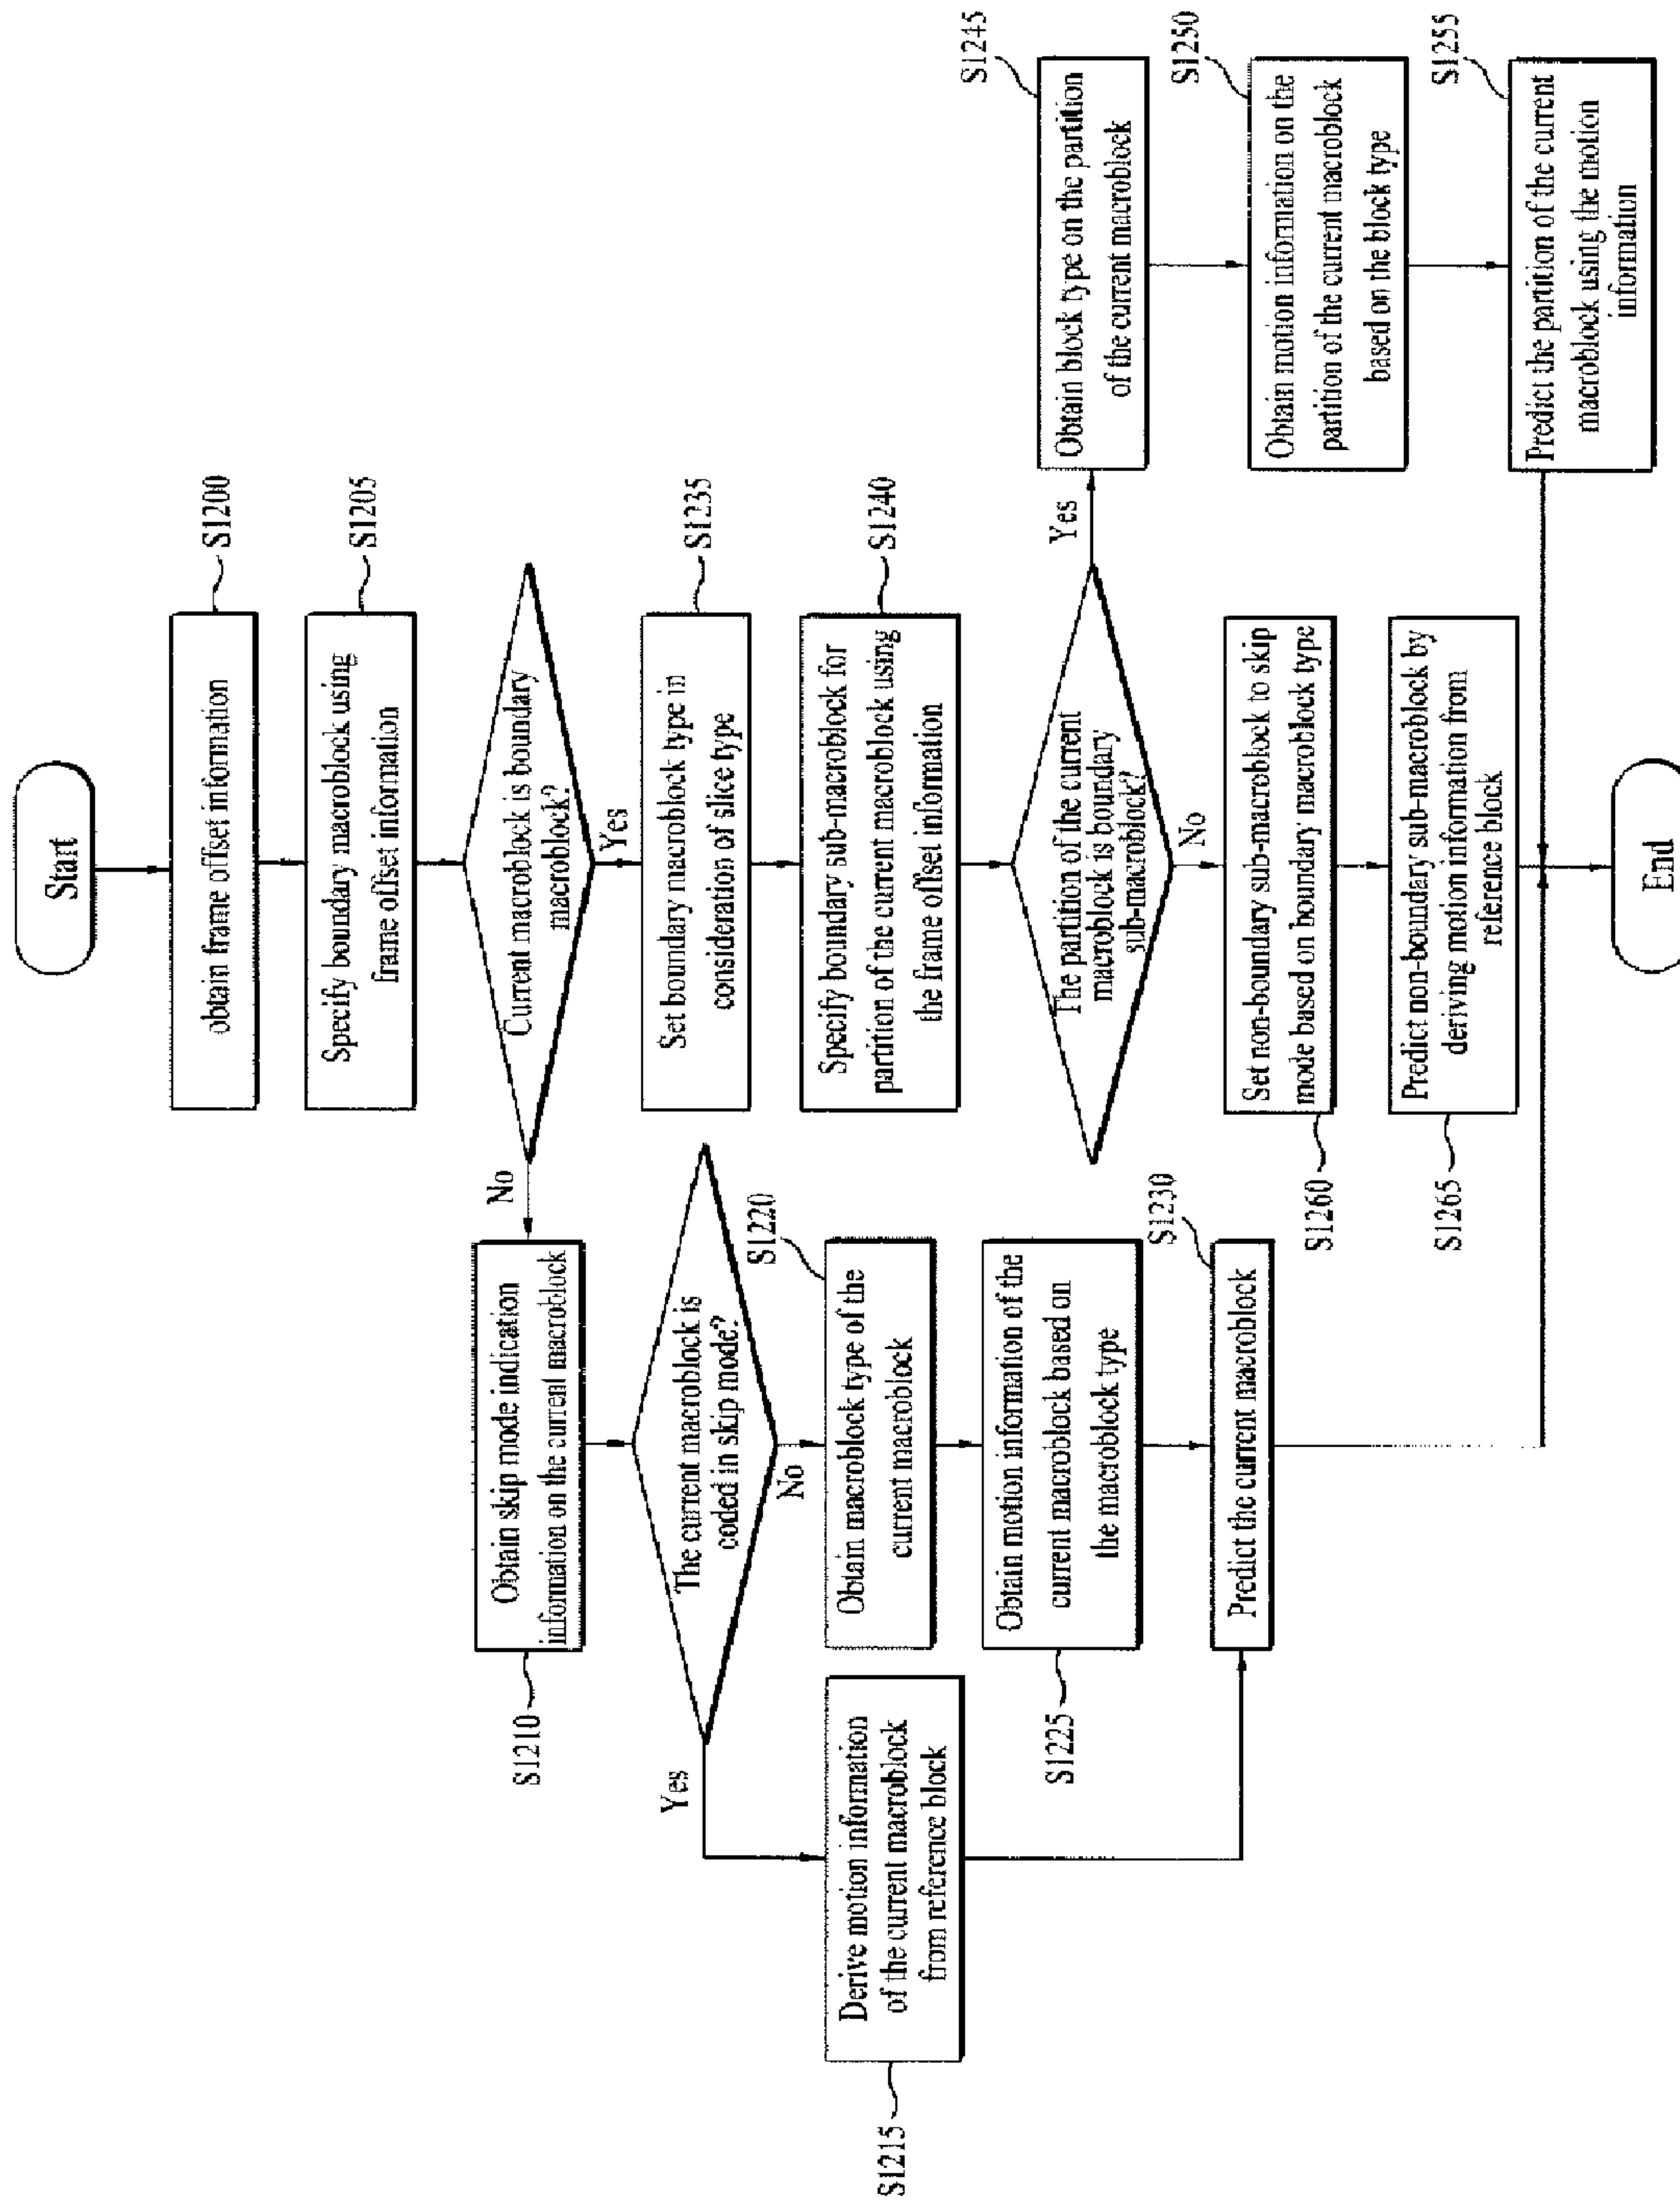 Start
obtain frame offset information
S1200
Specify boundary macroblock using
frame offset information
S1205
Current macroblock is boundary
macroblock?
No
Yes
Obtain skip mode indication
information on the current macroblock
S1210
The current macroblock is
coded in skip mode?
Yes
No
Derive motion information
of the current macroblock
from reference block
S1215
Obtain macroblock type of the
current macroblock
S1220
Obtain motion information of the
current macroblock based on
the macroblock type
S1225
Predict the current macroblock
S1230
Set boundary macroblock type in
consideration of slice type
S1235
Specify boundary sub-macroblock for
partition of the current macroblock using
the frame offset information
S1240
The partition of the current
macroblock is boundary
sub-macroblock?
Yes
No
Obtain block type on the partition
of the current macroblock
S1245
Obtain motion information on the
partition of the current macroblock
based on the block type
S1250
Predict the partition of the current
macroblock using the motion
information
S1255
Set non-boundary sub-macroblock to skip
mode based on boundary macroblock type
S1260
Predict non-boundary sub-macroblock by
deriving motion information from
reference block
S1265
End